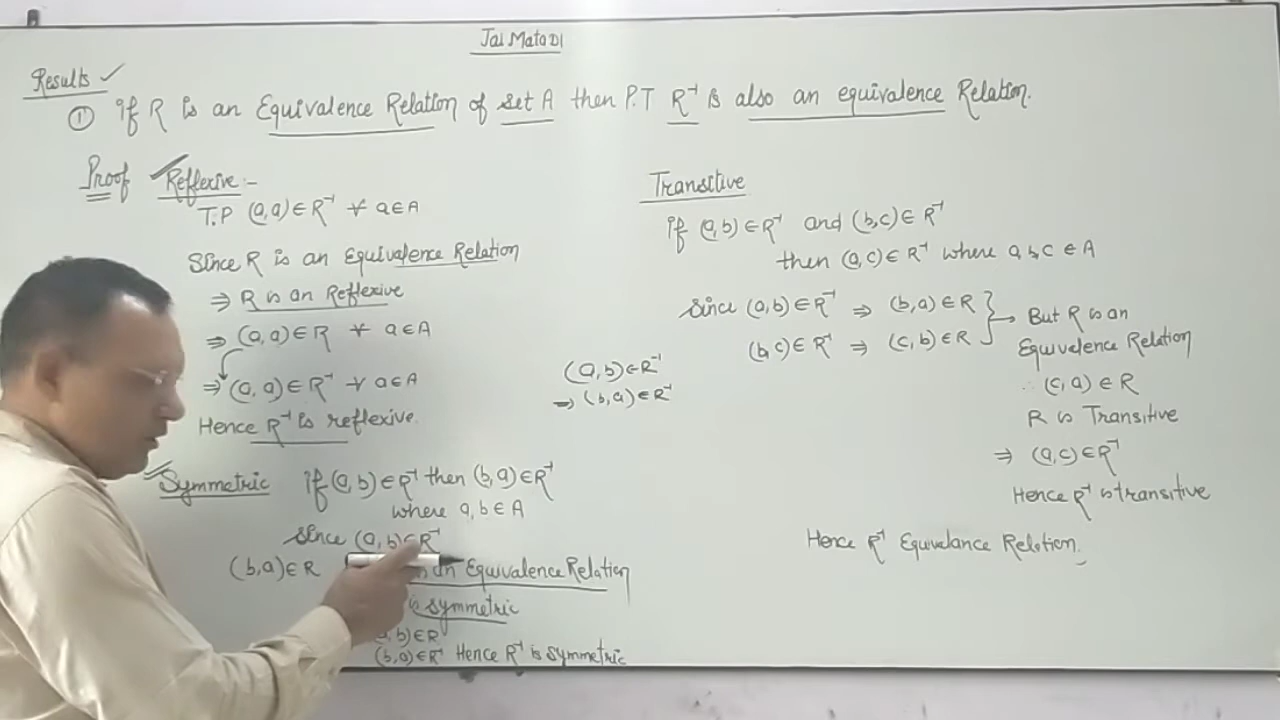 Jai Mata DI
Results ✓
① If R is an Equivalence Relation of set A then P.T R⁻¹ is also an equivalence Relation.
Proof Reflexive:-
T.P (a,a)∈R⁻¹ ∀ a∈A
Since R is an Equivalence Relation
⇒ R is an Reflexive
⇒ (a,a)∈R ∀ a∈A
⇒ (a,a)∈R⁻¹ ∀ a∈A
Hence R⁻¹ is reflexive.
(a,b)∈R⁻¹
⇒ (b,a)∈R⁻¹
Symmetric If (a,b)∈R⁻¹ then (b,a)∈R⁻¹
where a,b∈A
Since (a,b)∈R⁻¹
(b,a)∈R an Equivalence Relation
is symmetric
(a,b)∈R
(b,a)∈R⁻¹ Hence R⁻¹ is symmetric
Transitive
If (a,b)∈R⁻¹ and (b,c)∈R⁻¹
then (a,c)∈R⁻¹ where a,b,c∈A
Since (a,b)∈R⁻¹ ⇒ (b,a)∈R
(b,c)∈R⁻¹ ⇒ (c,b)∈R
→ But R is an
Equivelence Relation
∴ (c,a)∈R
R is Transitive
⇒ (a,c)∈R⁻¹
Hence R⁻¹ is transitive
Hence R⁻¹ Equivalance Relation.